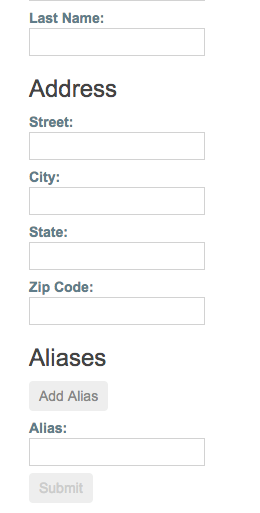 Last Name:
Address
Street:
City:
State:
Zip Code:
Aliases
Add Alias
Alias:
Submit